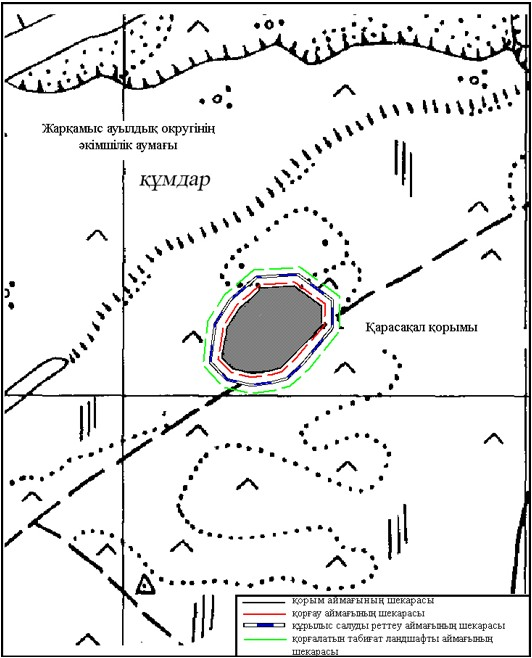 Жарқамыс ауылдық округінің
әкімшілік аумағы
құмдар
Қарасақал қорымы
қорым аймағының шекарасы
қорғау аймағының шекарасы
құрылыс салуды реттеу аймағының шекарасы
қорғалатын табиғат ландшафты аймағының
шекарасы